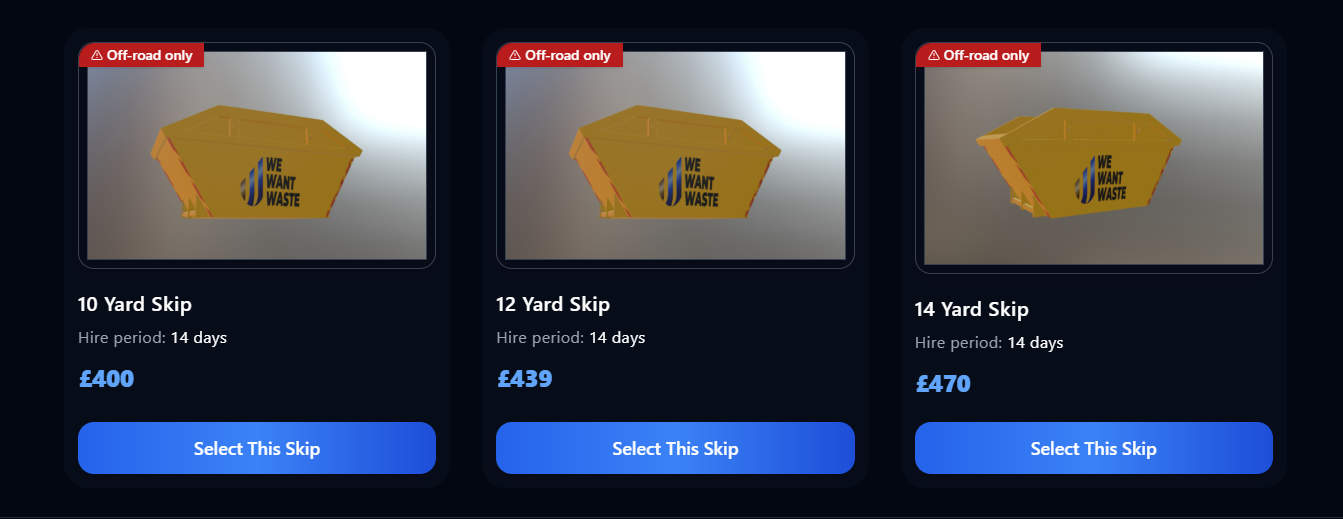 Off-road only
WE
WANT
WASTE
10 Yard Skip
Hire period: 14 days
£400
Select This Skip
Off-road only
WE
WANT
WASTE
12 Yard Skip
Hire period: 14 days
£439
Select This Skip
Off-road only
WE
WANT
WASTE
14 Yard Skip
Hire period: 14 days
£470
Select This Skip